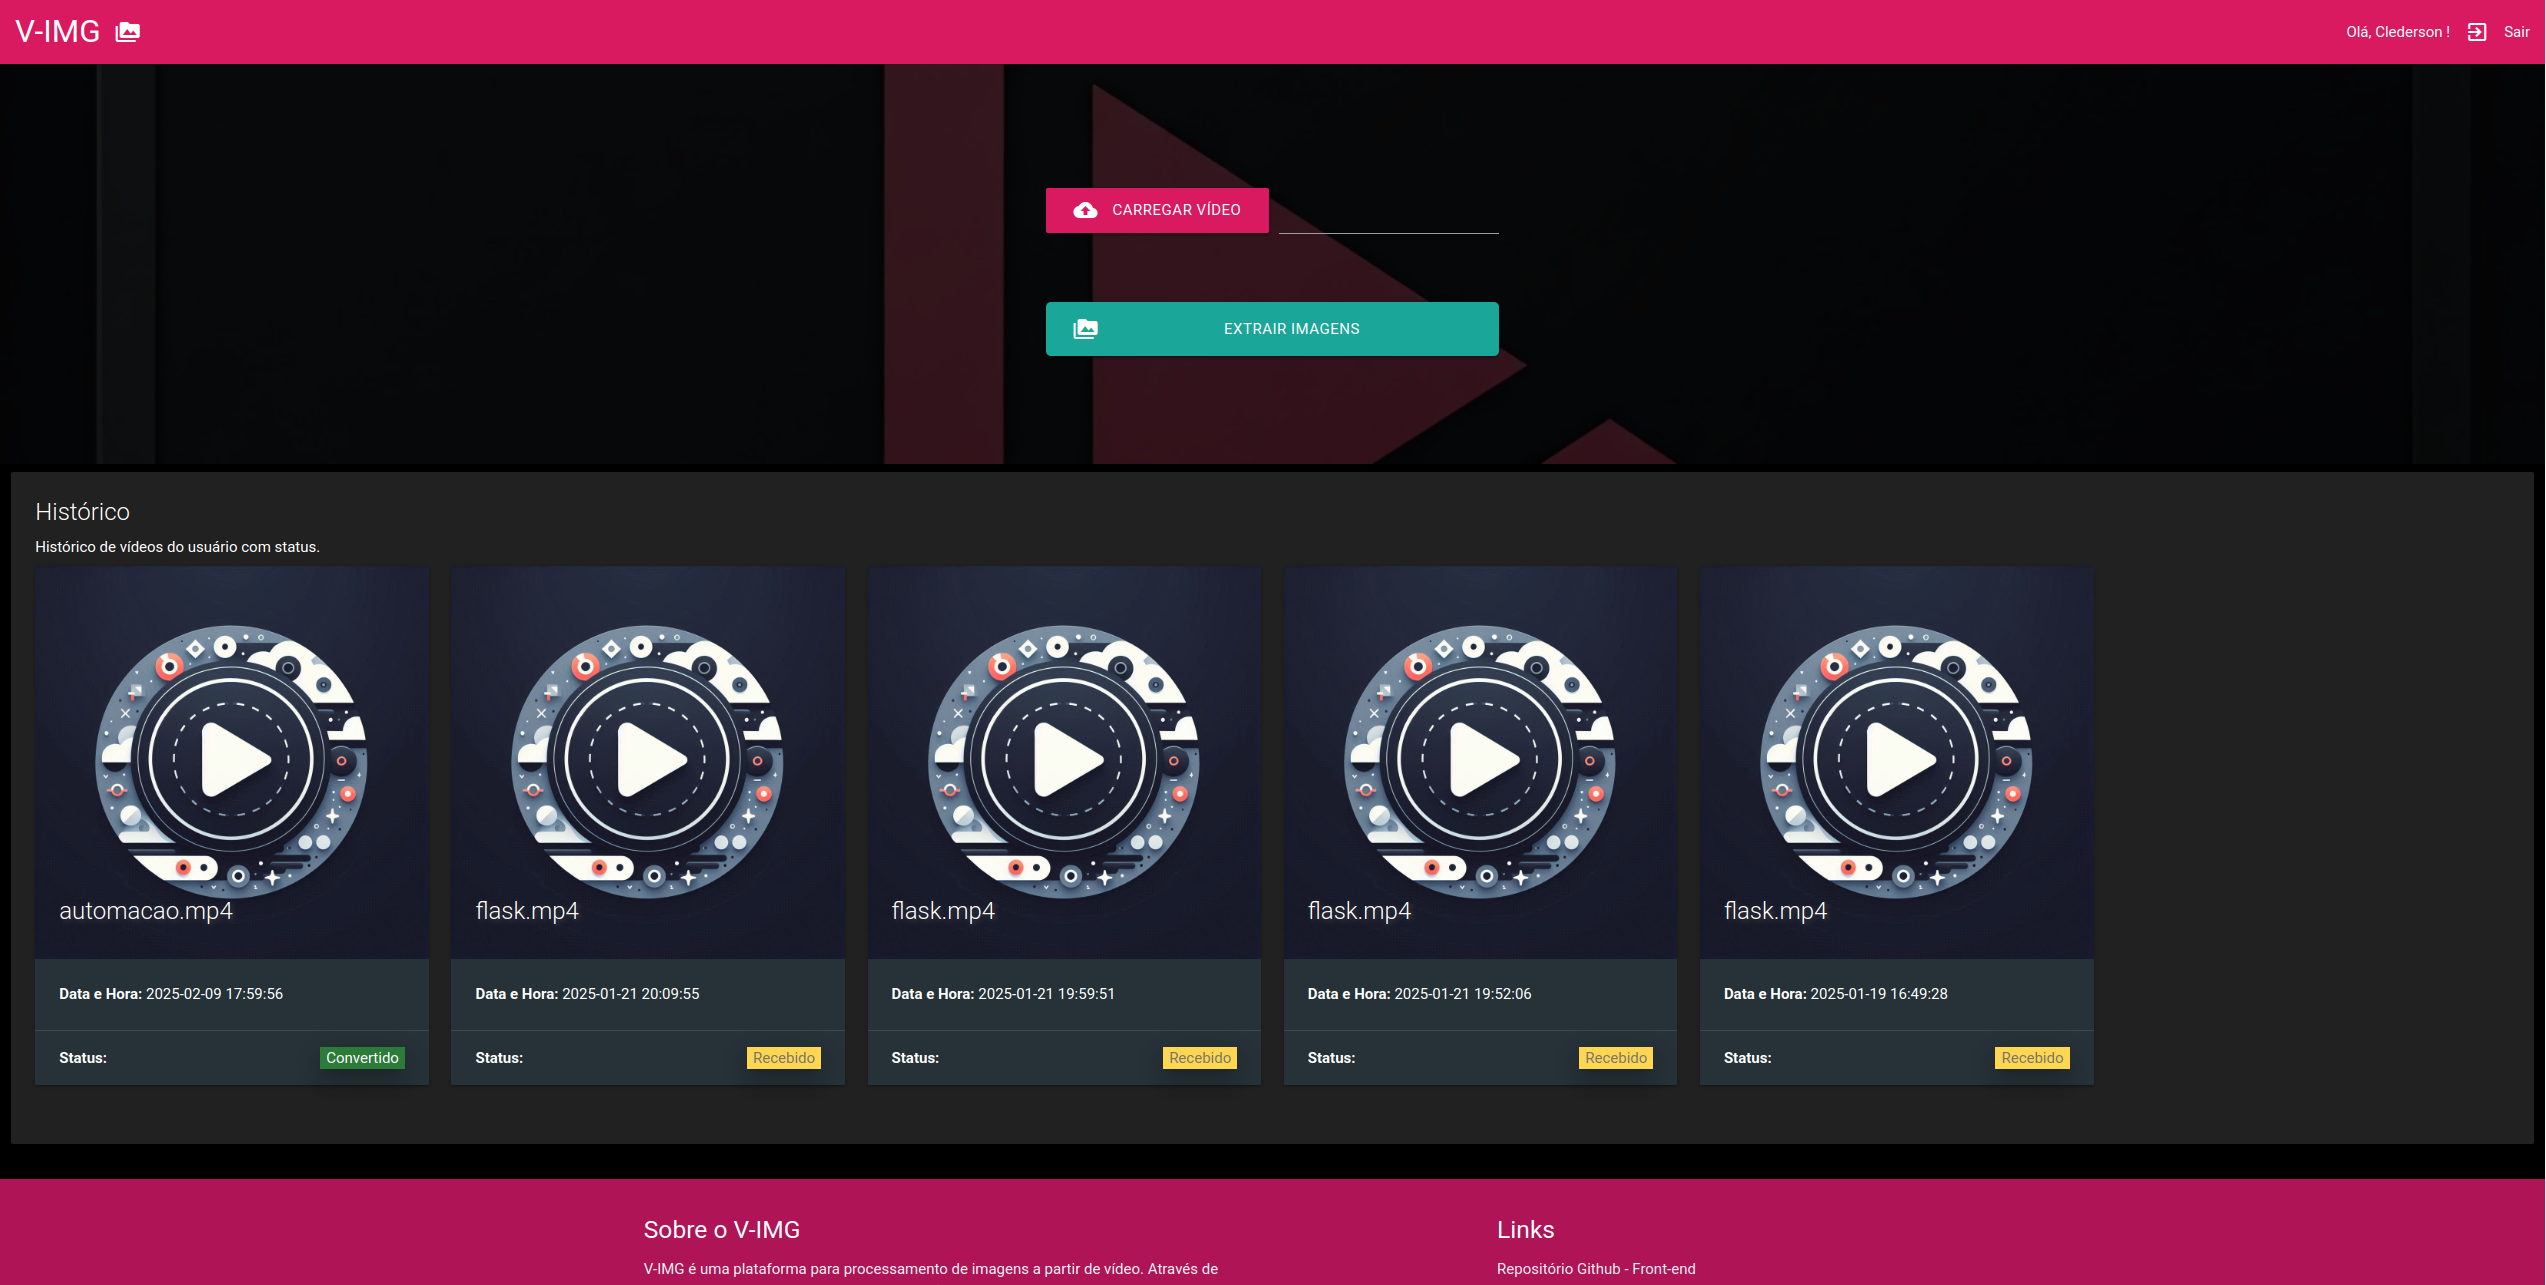 V-IMG
Olá, Clederson !
Sair
CARREGAR VÍDEO
EXTRAIR IMAGENS
Histórico
Histórico de vídeos do usuário com status.
automacao.mp4
Data e Hora: 2025-02-09 17:59:56
Status: Convertido
flask.mp4
Data e Hora: 2025-01-21 20:09:55
Status: Recebido
flask.mp4
Data e Hora: 2025-01-21 19:59:51
Status: Recebido
flask.mp4
Data e Hora: 2025-01-21 19:52:06
Status: Recebido
flask.mp4
Data e Hora: 2025-01-19 16:49:28
Status: Recebido
Sobre o V-IMG
V-IMG é uma plataforma para processamento de imagens a partir de vídeo. Através de
Links
Repositório Github - Front-end